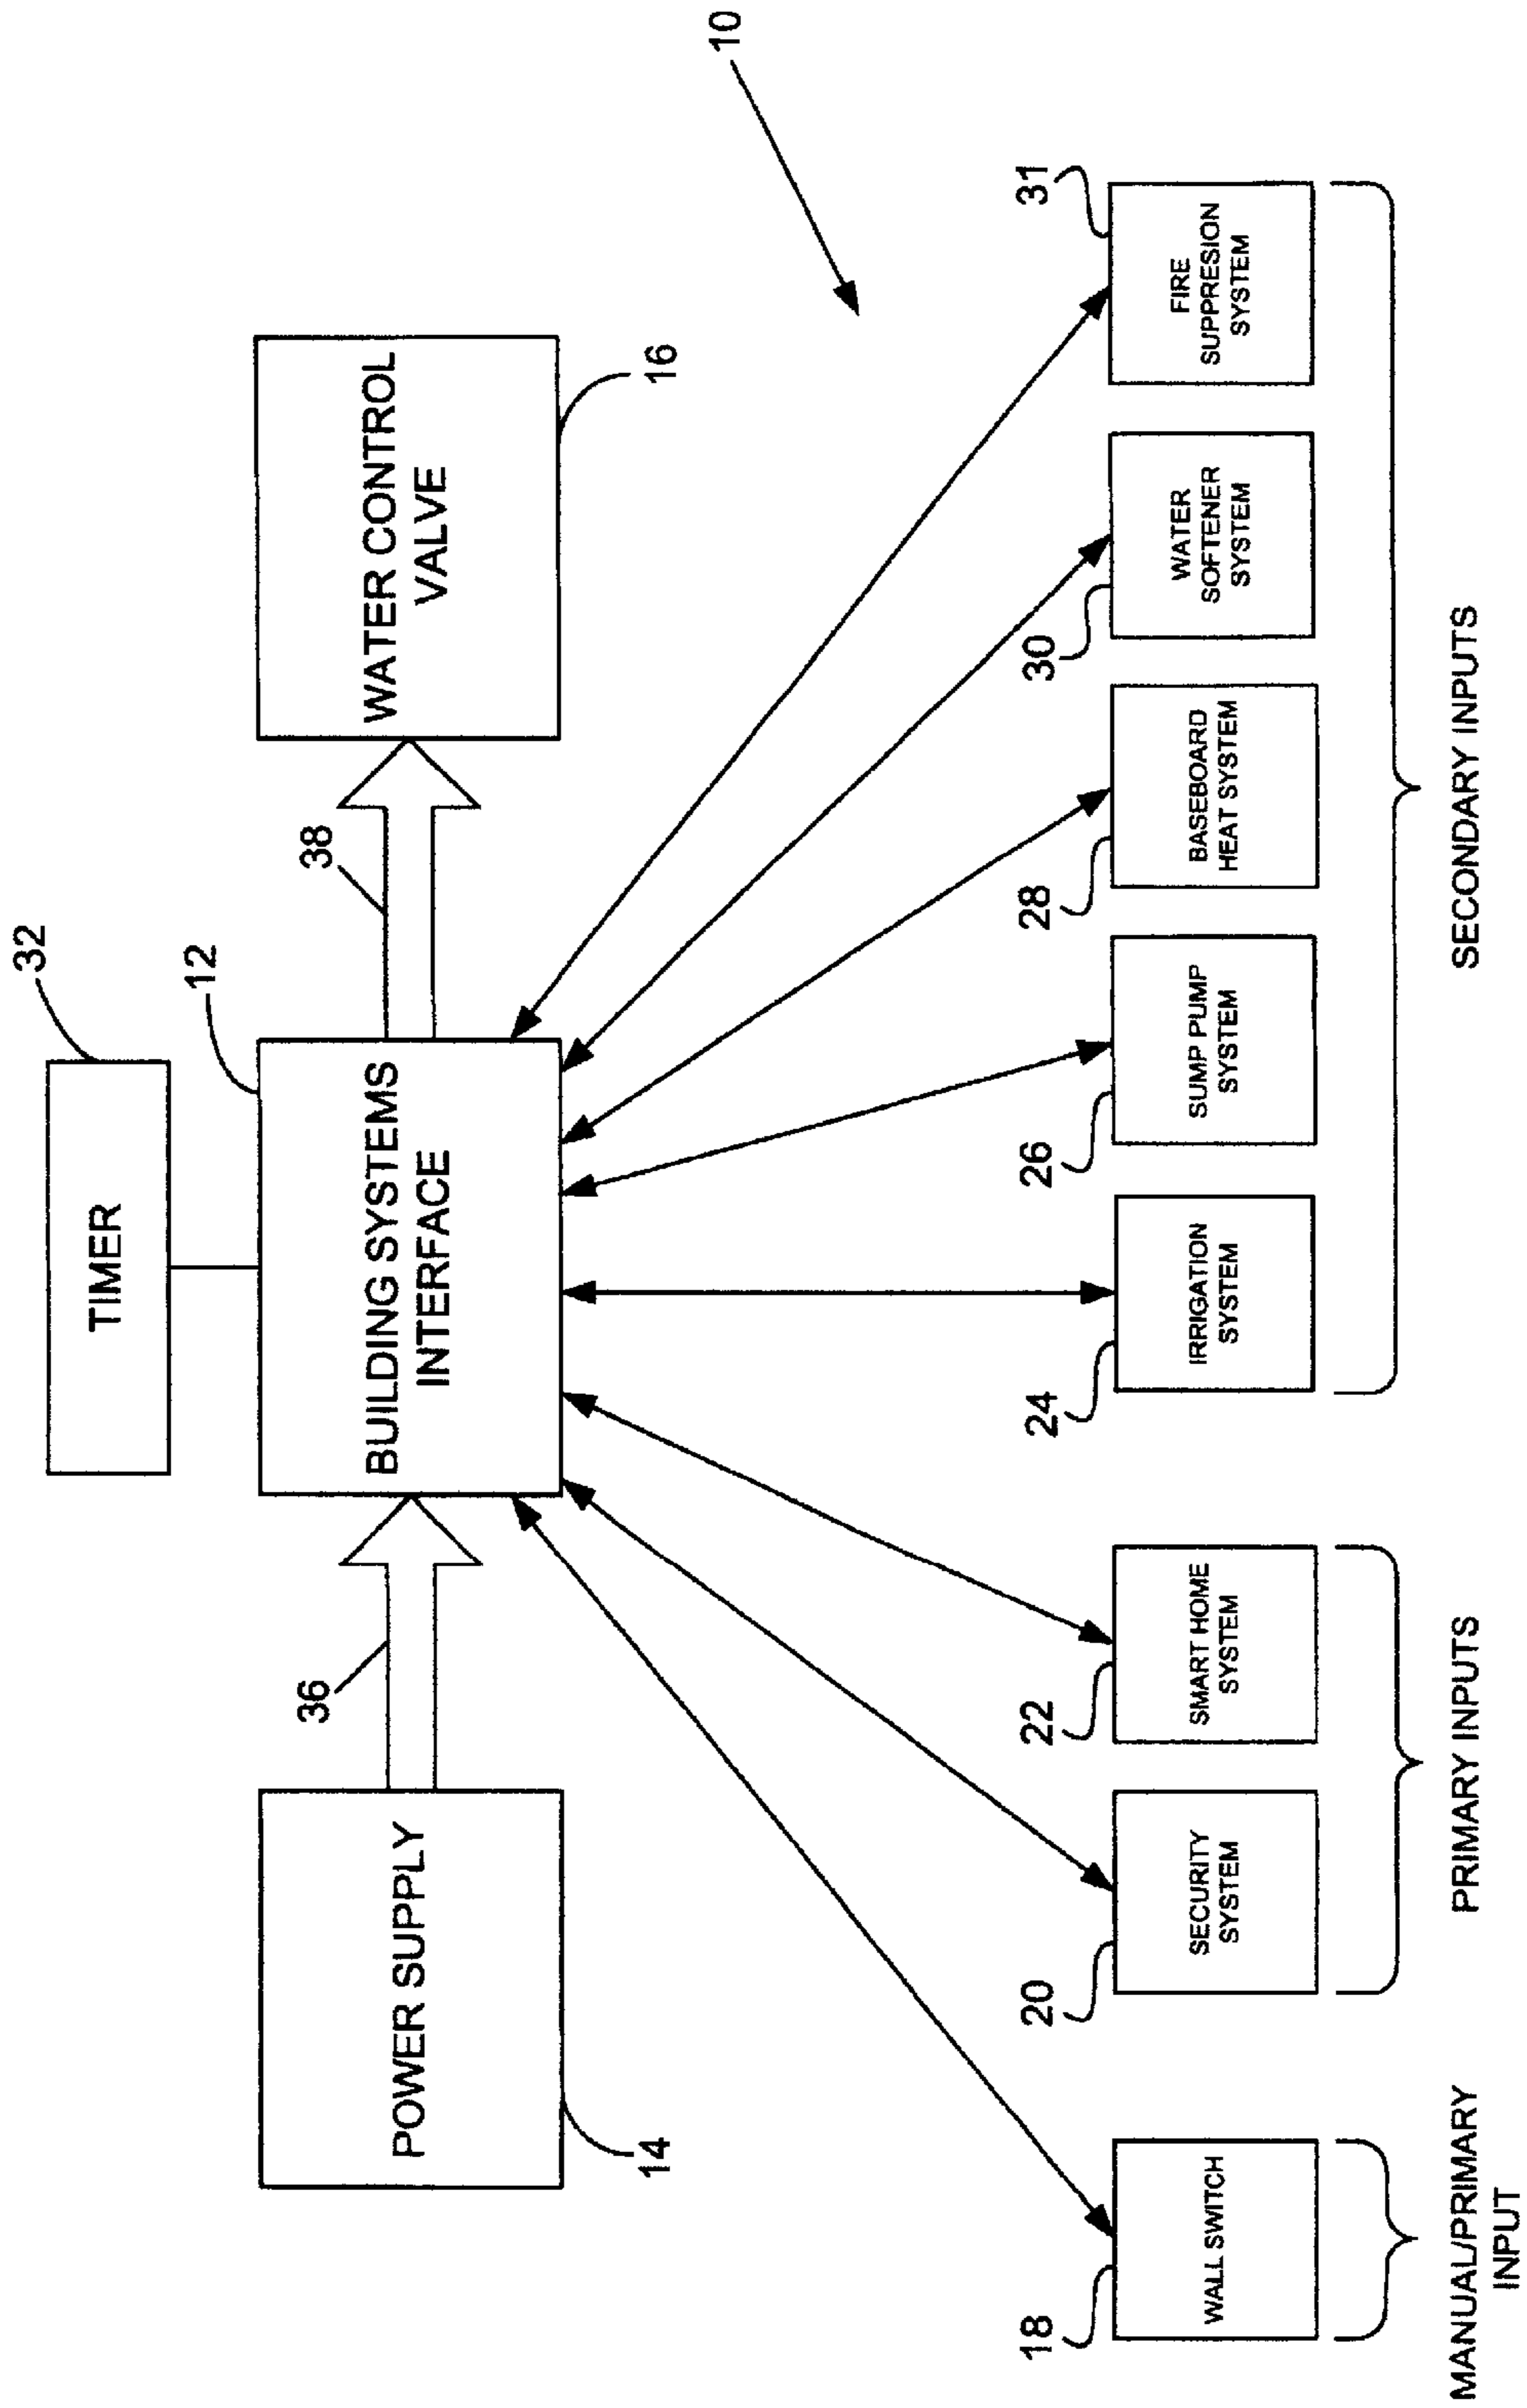 32
TIMER
12
36
38
POWER SUPPLY
14
BUILDING SYSTEMS
INTERFACE
WATER CONTROL
VALVE
16
10
18
WALL SWITCH
20
SECURITY
SYSTEM
22
SMART HOME
SYSTEM
24
IRRIGATION
SYSTEM
26
SUMP PUMP
SYSTEM
28
BASEBOARD
HEAT SYSTEM
30
WATER
SOFTENER
SYSTEM
31
FIRE
SUPPRESION
SYSTEM
MANUAL/PRIMARY
INPUT
PRIMARY INPUTS
SECONDARY INPUTS